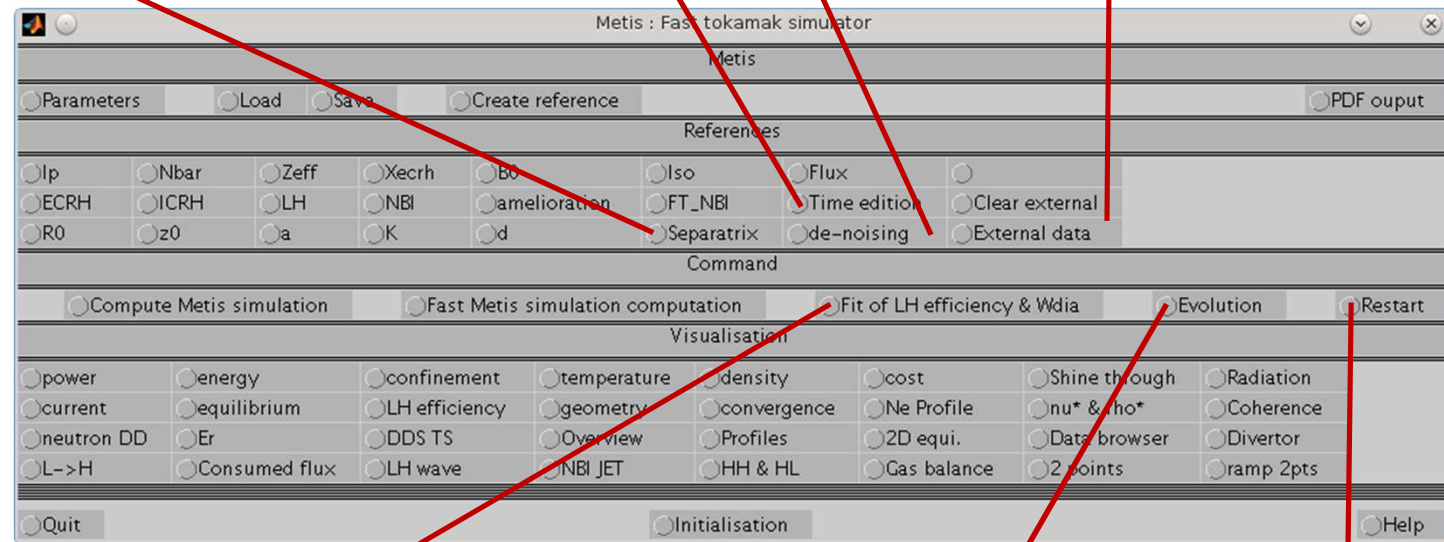 Metis : Fast tokamak simulator
Metis
Parameters Load Save Create reference PDF ouput
References
Ip Nbar Zeff Xecrh B0 Iso Flux
ECRH ICRH LH NBI amelioration FT_NBI Time edition Clear external
R0 z0 a K d Separatrix de-noising External data
Command
Compute Metis simulation Fast Metis simulation computation Fit of LH efficiency & Wdia Evolution Restart
Visualisation
power energy confinement temperature density cost Shine through Radiation
current equilibrium LH efficiency geometry convergence Ne Profile nu* & rho* Coherence
neutron DD Er DDS TS Overview Profiles 2D equi. Data browser Divertor
L->H Consumed flux LH wave NBI JET HH & HL Gas balance 2 points ramp 2pts
Quit Initialisation Help